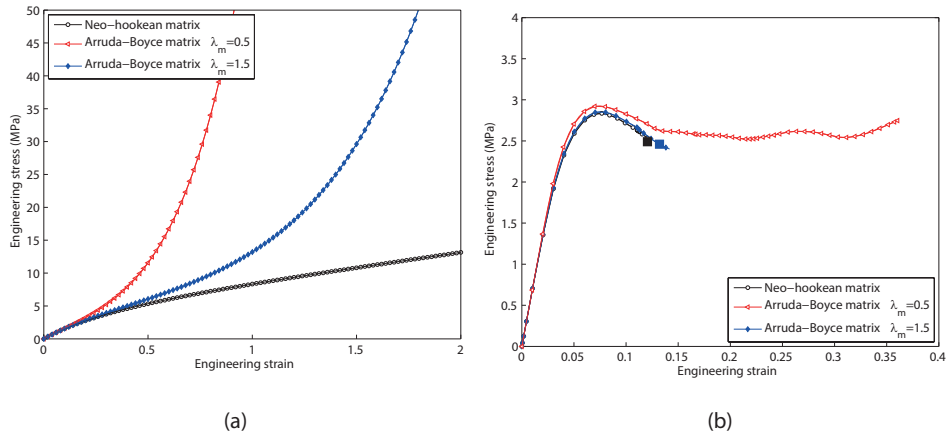 50
45
40
35
30
25
20
15
10
5
0
Engineering stress (MPa)
Neo−hookean matrix
Arruda−Boyce matrix λ_m=0.5
Arruda−Boyce matrix λ_m=1.5
0 0.5 1 1.5 2
Engineering strain
(a)
4
3.5
3
2.5
2
1.5
1
0.5
0
Engineering stress (MPa)
Neo−hookean matrix
Arruda−Boyce matrix λ_m=0.5
Arruda−Boyce matrix λ_m=1.5
0 0.05 0.1 0.15 0.2 0.25 0.3 0.35 0.4
Engineering strain
(b)